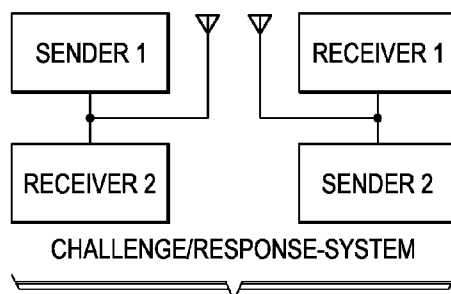 SENDER 1
RECEIVER 1
RECEIVER 2
SENDER 2
CHALLENGE/RESPONSE-SYSTEM